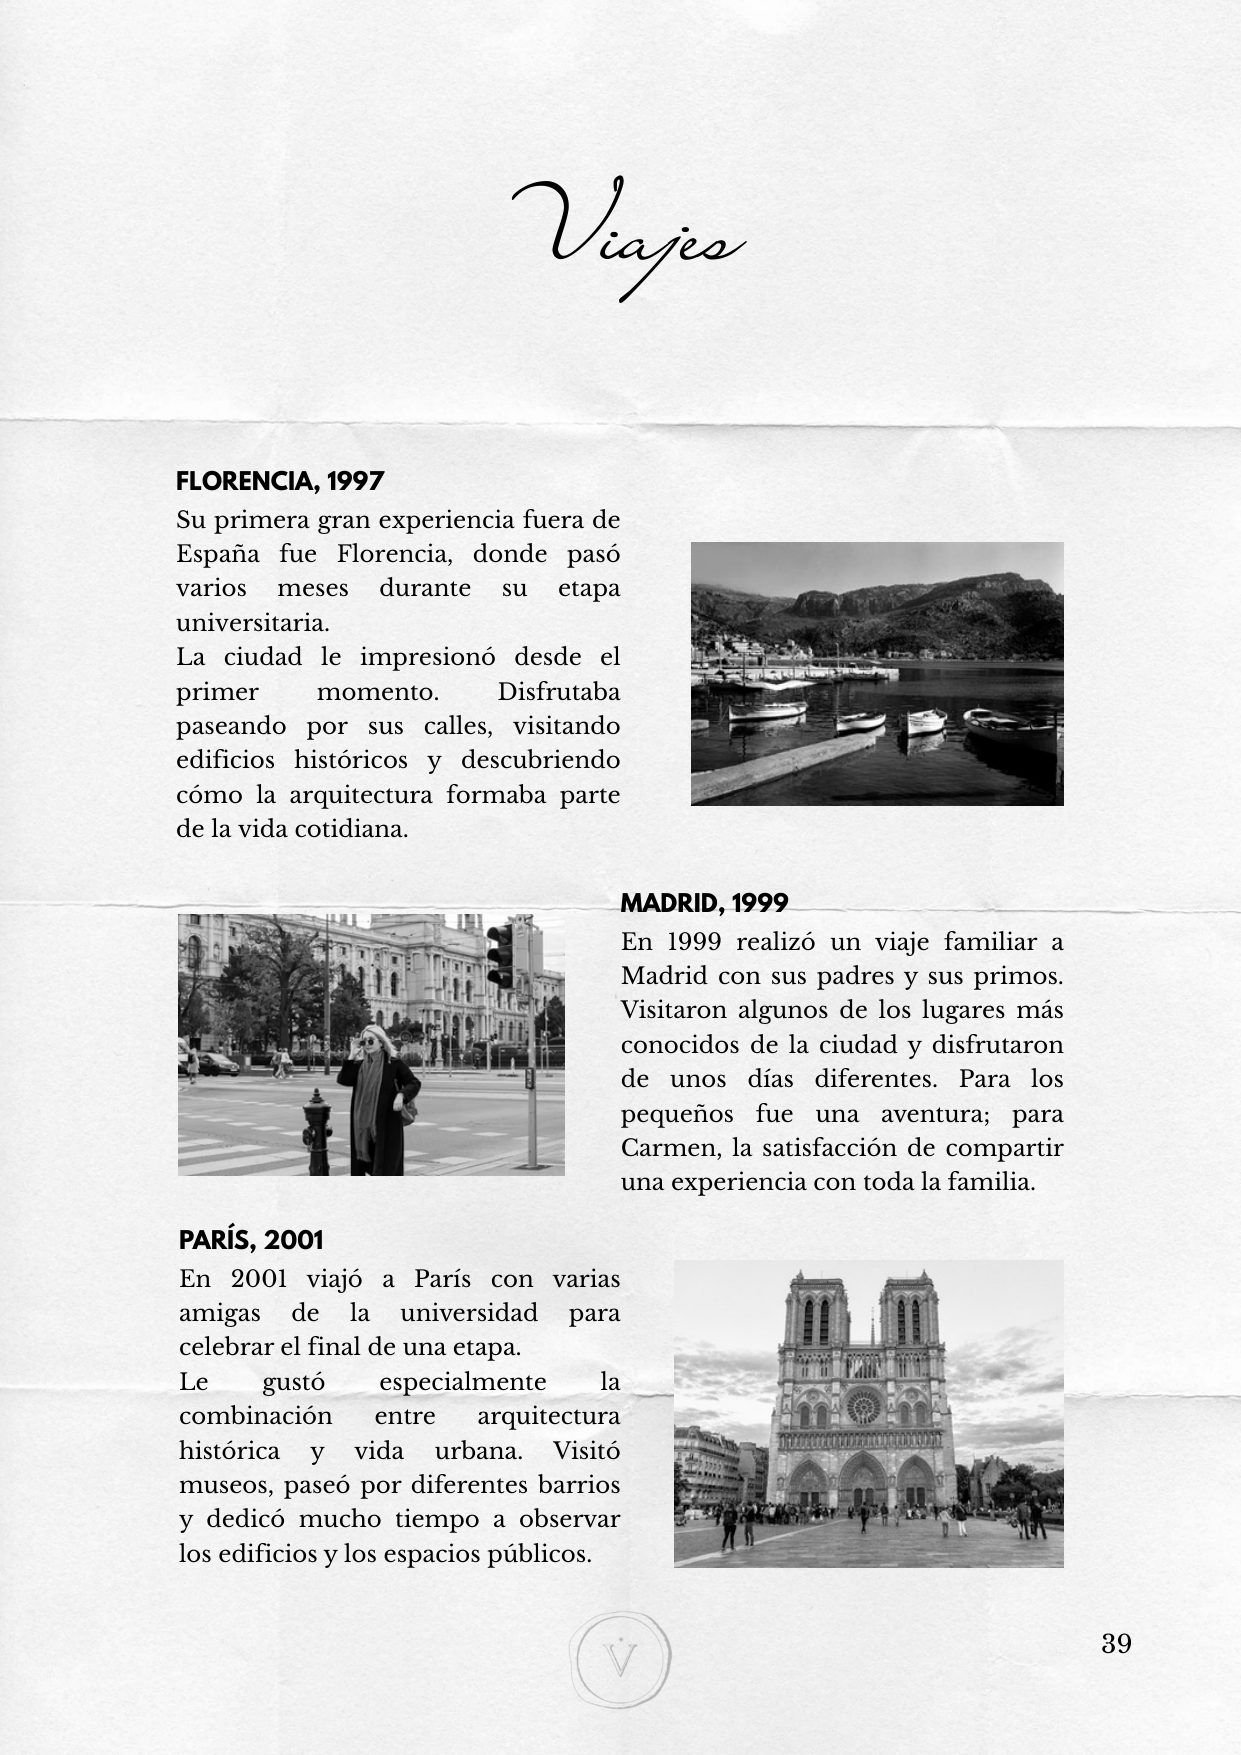 Viajes
FLORENCIA, 1997
Su primera gran experiencia fuera de
España fue Florencia, donde pasó
varios meses durante su etapa
universitaria.
La ciudad le impresionó desde el
primer momento. Disfrutaba
paseando por sus calles, visitando
edificios históricos y descubriendo
cómo la arquitectura formaba parte
de la vida cotidiana.
MADRID, 1999
En 1999 realizó un viaje familiar a
Madrid con sus padres y sus primos.
Visitaron algunos de los lugares más
conocidos de la ciudad y disfrutaron
de unos días diferentes. Para los
pequeños fue una aventura; para
Carmen, la satisfacción de compartir
una experiencia con toda la familia.
PARÍS, 2001
En 2001 viajó a París con varias
amigas de la universidad para
celebrar el final de una etapa.
Le gustó especialmente la
combinación entre arquitectura
histórica y vida urbana. Visitó
museos, paseó por diferentes barrios
y dedicó mucho tiempo a observar
los edificios y los espacios públicos.
V
39